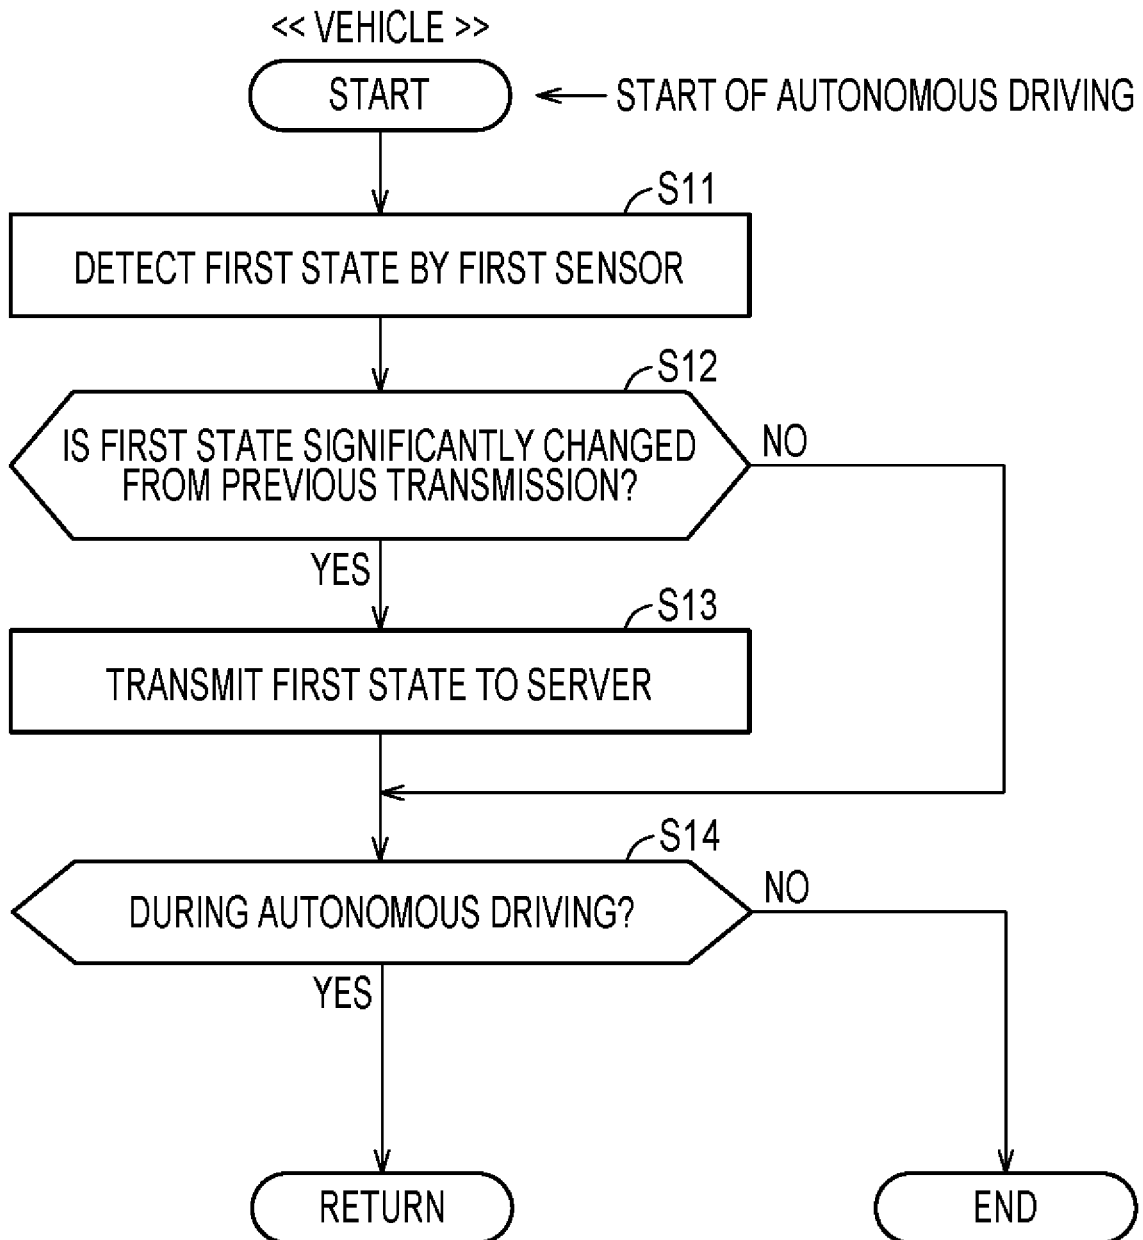 << VEHICLE >>
START
START OF AUTONOMOUS DRIVING
S11
DETECT FIRST STATE BY FIRST SENSOR
S12
IS FIRST STATE SIGNIFICANTLY CHANGED
FROM PREVIOUS TRANSMISSION?
NO
YES
S13
TRANSMIT FIRST STATE TO SERVER
S14
DURING AUTONOMOUS DRIVING?
NO
YES
RETURN
END